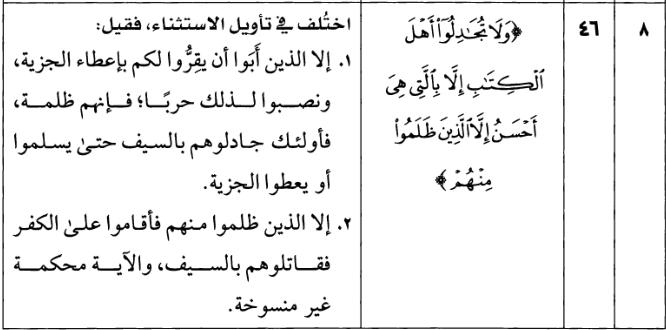 ٨
٤٦
﴿وَلَا تُجَٰدِلُوٓاْ أَهۡلَ
ٱلۡكِتَٰبِ إِلَّا بِٱلَّتِي هِيَ
أَحۡسَنُ إِلَّا ٱلَّذِينَ ظَلَمُواْ
مِنۡهُمۡ﴾
اختُلف في تأويل الاستثناء، فقيل:
١. إلا الذين أَبَوا أن يقِرُّوا لكم بإعطاء الجزية،
ونصبوا لذلك حربًا؛ فإنهم ظلمة،
فأولئك جادلوهم بالسيف حتىٰ يسلموا
أو يعطوا الجزية.
٢. إلا الذين ظلموا منهم فأقاموا علىٰ الكفر
فقاتلوهم بالسيف، والآية محكمة
غير منسوخة.